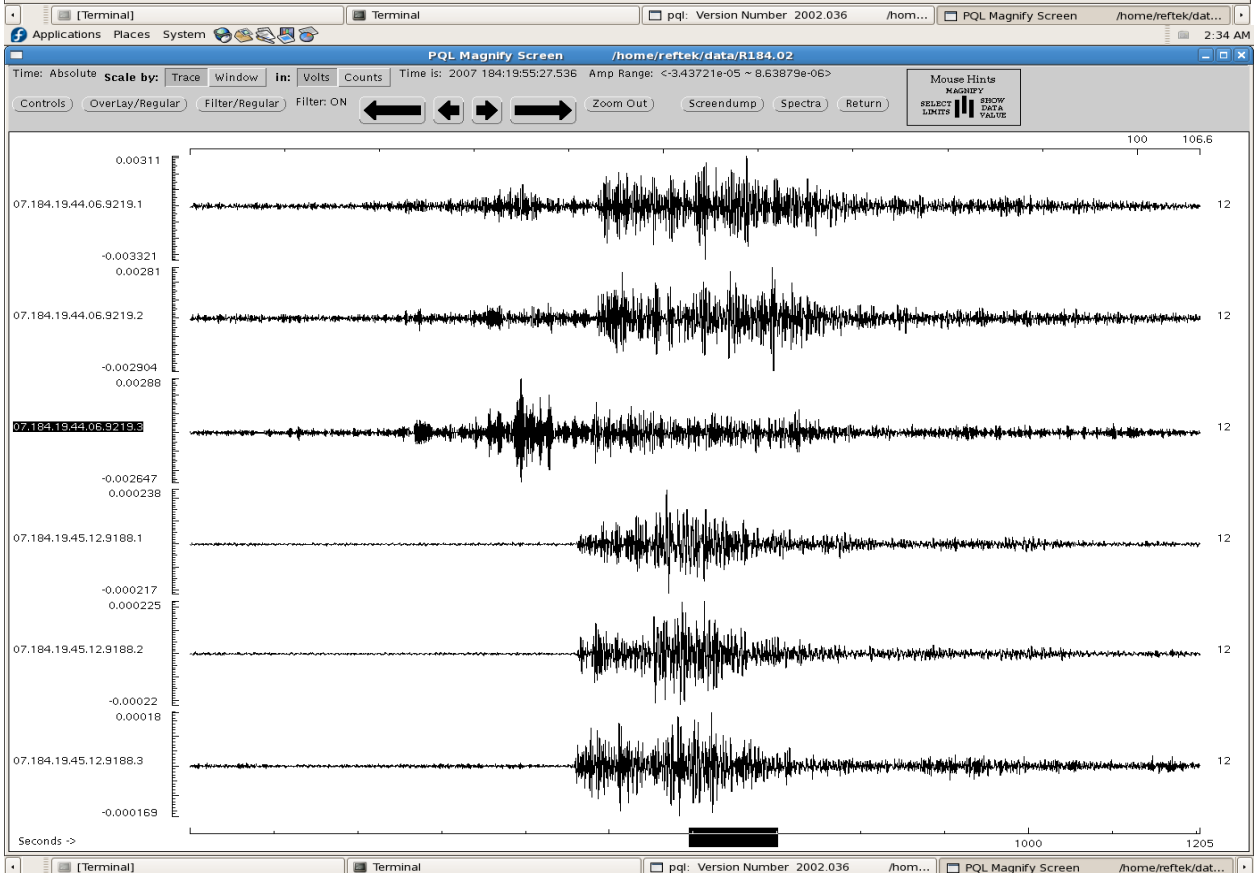 [Terminal] Terminal pql: Version Number 2002.036 /hom... PQL Magnify Screen /home/reftek/dat...
Applications Places System 2:34 AM
PQL Magnify Screen /home/reftek/data/R184.02
Time: Absolute Scale by: Trace Window in: Volts Counts Time is: 2007 184:19:55:27.536 Amp Range: <-3.43721e-05 ~ 8.63879e-06>
Controls OverLay/Regular Filter/Regular Filter: ON Zoom Out Screendump Spectra Return
Mouse Hints
MAGNIFY
SELECT LIMITS
SHOW DATA VALUE
100 106.6
0.00311
07.184.19.44.06.9219.1 12
-0.003321
0.00281
07.184.19.44.06.9219.2 12
-0.002904
0.00288
07.184.19.44.06.9219.3 12
-0.002647
0.000238
07.184.19.45.12.9188.1 12
-0.000217
0.000225
07.184.19.45.12.9188.2 12
-0.00022
0.00018
07.184.19.45.12.9188.3 12
-0.000169
Seconds -> 1000 1205
[Terminal] Terminal pql: Version Number 2002.036 /hom... PQL Magnify Screen /home/reftek/dat...